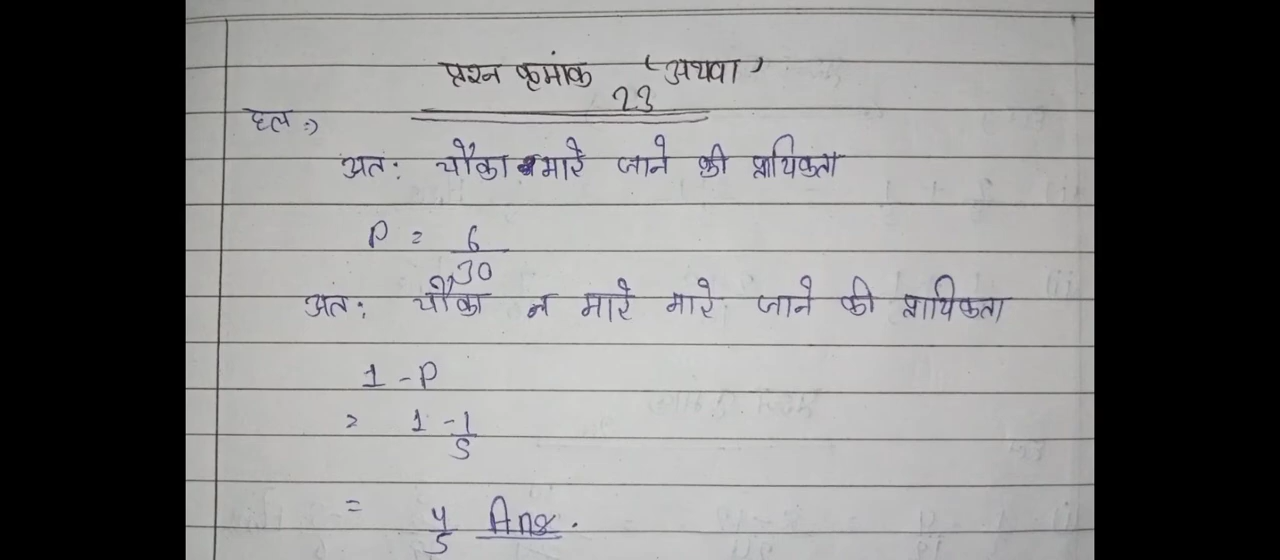 प्रश्न क्रमांक 23 (अथवा)
हल :⇒
अतः चौका मारे जाने की प्रायिकता
P = 6/30
अतः चौका न मारे मारे जाने की प्रायिकता
1 - P
= 1 - 1/5
= 4/5 Ans.